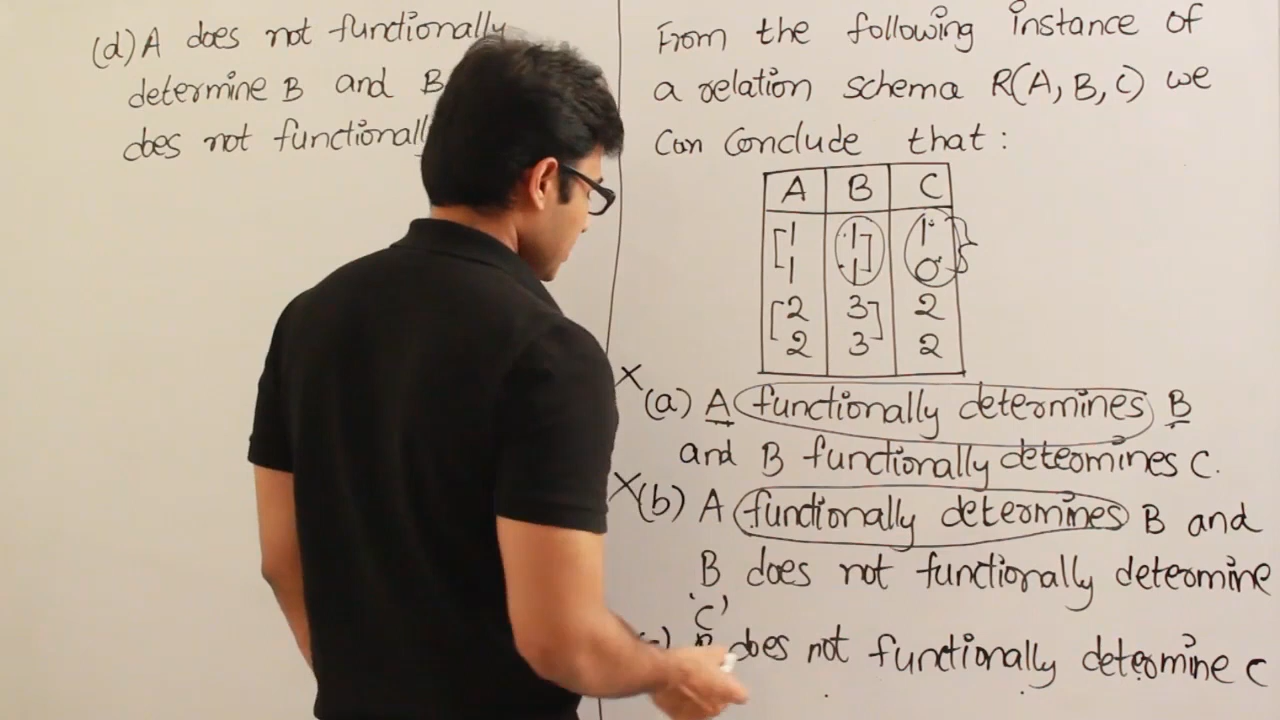 (d) A does not functionally
determine B and B
does not functionally
From the following instance of
a relation schema R(A, B, C) we
Can Conclude that :
A B C
1 1 1
1 1 0
2 3 2
2 3 2
X (a) A functionally determines B
and B functionally determines C.
X (b) A functionally determines B and
B does not functionally determine
'C'
B does not functionally determine C